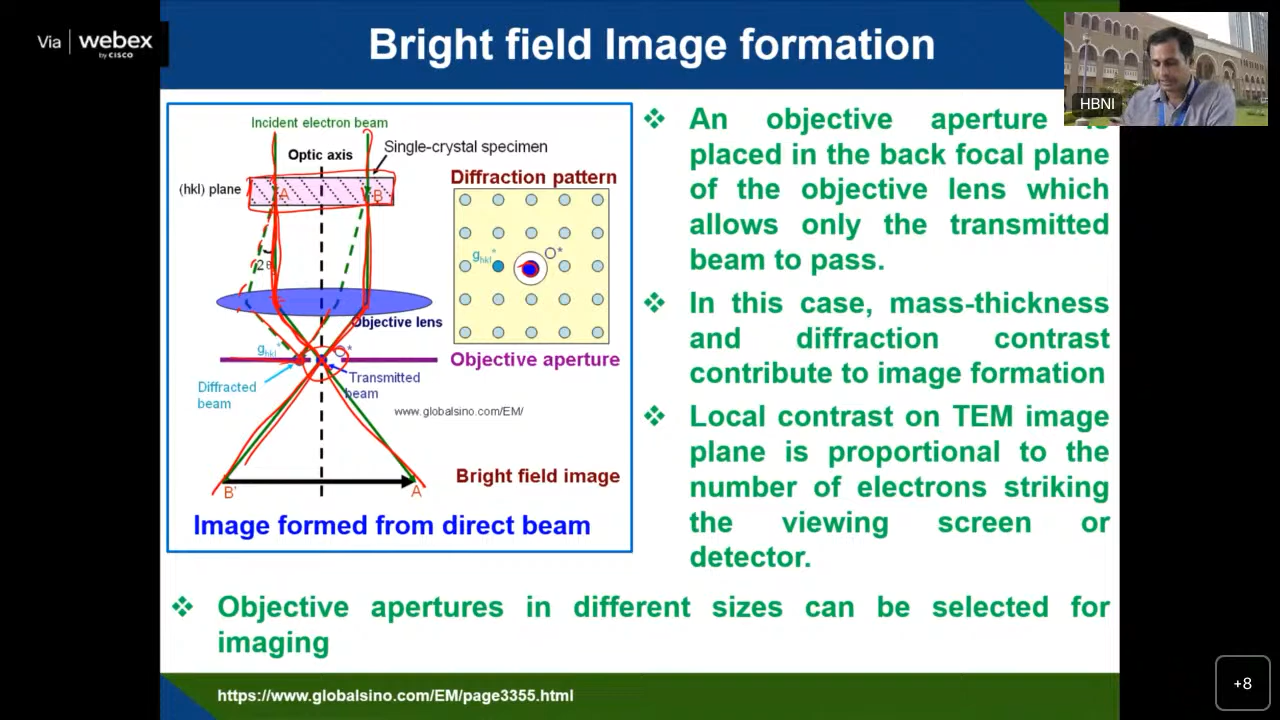 Via | webex
by CISCO
Bright field Image formation
HBNI
Incident electron beam
Optic axis
Single-crystal specimen
(hkl) plane
A
B
Diffraction pattern
2θ
ghkl*
O*
Objective lens
ghkl*
O*
Objective aperture
Diffracted
beam
Transmitted
beam
www.globalsino.com/EM/
Bright field image
B'
A'
Image formed from direct beam
❖ An objective aperture is
placed in the back focal plane
of the objective lens which
allows only the transmitted
beam to pass.
❖ In this case, mass-thickness
and diffraction contrast
contribute to image formation
❖ Local contrast on TEM image
plane is proportional to the
number of electrons striking
the viewing screen or
detector.
❖ Objective apertures in different sizes can be selected for
imaging
https://www.globalsino.com/EM/page3355.html
+8